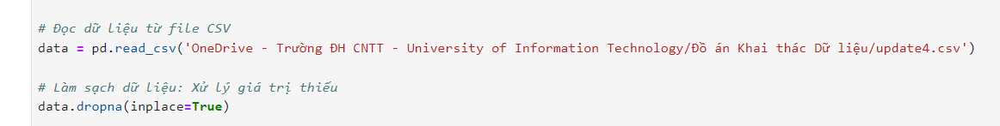 # Đọc dữ liệu từ file CSV
data = pd.read_csv('OneDrive - Trường ĐH CNTT - University of Information Technology/Đồ án Khai thác Dữ liệu/update4.csv')
# Làm sạch dữ liệu: Xử lý giá trị thiếu
data.dropna(inplace=True)